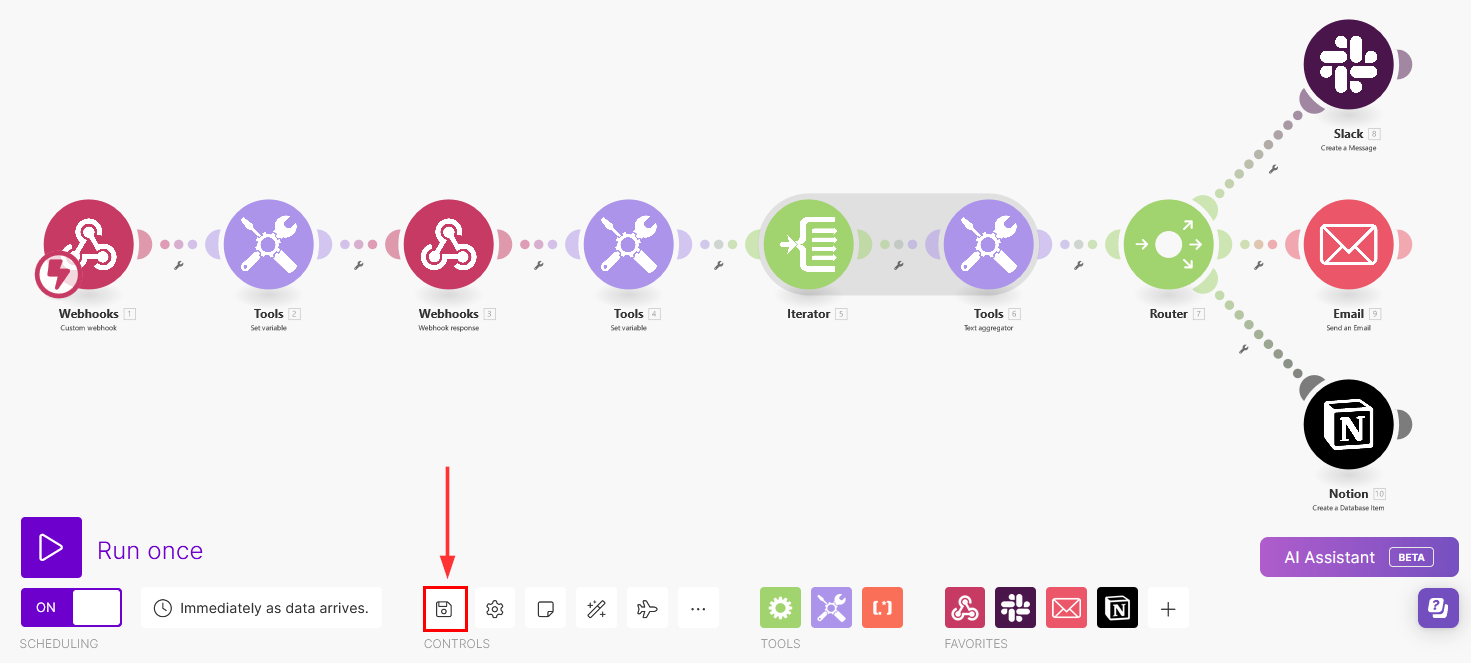 Slack 8
Create a Message
Webhooks 1
Custom webhook
Tools 2
Set variable
Webhooks 3
Webhook response
Tools 4
Set variable
Iterator 5
Tools 6
Text aggregator
Router 7
Email 9
Send an Email
Notion 10
Create a Database Item
Run once
AI Assistant BETA
ON
Immediately as data arrives.
[.*]
SCHEDULING
CONTROLS
TOOLS
FAVORITES